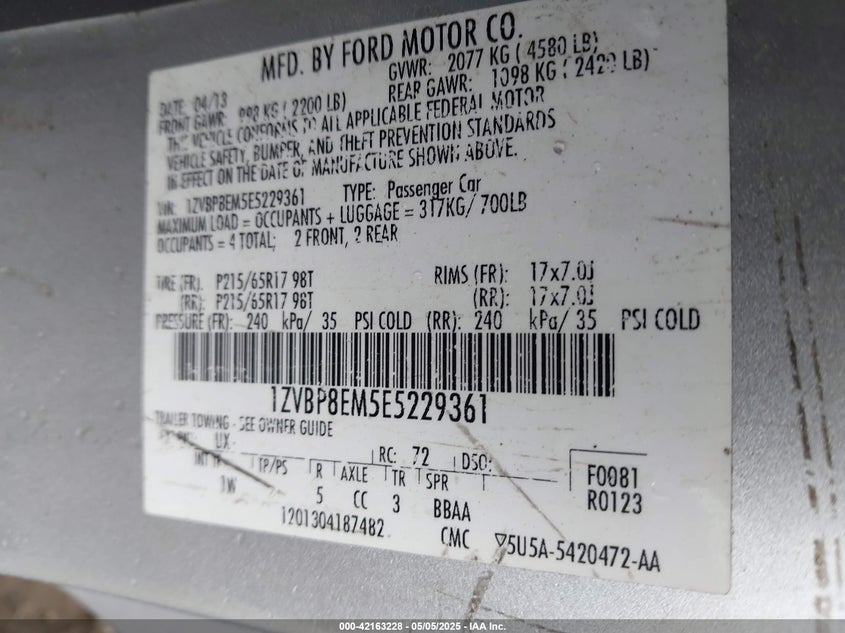 MFD. BY FORD MOTOR CO.
DATE: 04/13 GVWR: 2077 KG ( 4580 LB)
FRONT GAWR: 998 KG ( 2200 LB) REAR GAWR: 1098 KG ( 2420 LB)
THIS VEHICLE CONFORMS TO ALL APPLICABLE FEDERAL MOTOR
VEHICLE SAFETY, BUMPER, AND THEFT PREVENTION STANDARDS
IN EFFECT ON THE DATE OF MANUFACTURE SHOWN ABOVE.
VIN: 1ZVBP8EM5E5229361 TYPE: Passenger Car
MAXIMUM LOAD = OCCUPANTS + LUGGAGE = 317KG/ 700LB
OCCUPANTS = 4 TOTAL; 2 FRONT, 2 REAR
TIRE (FR): P215/65R17 98T RIMS (FR): 17x7.0J
(RR): P215/65R17 98T (RR): 17x7.0J
PRESSURE (FR): 240 kPa/ 35 PSI COLD (RR): 240 kPa/ 35 PSI COLD
1ZVBP8EM5E5229361
TRAILER TOWING - SEE OWNER GUIDE
UX RC: 72 DSO:
INT TR TP/PS R AXLE TR SPR F0081
1W 5 CC 3 BBAA R0123
1201304187482 CMC ▽5U5A-5420472-AA
000-42163228 - 05/05/2025 - IAA Inc.